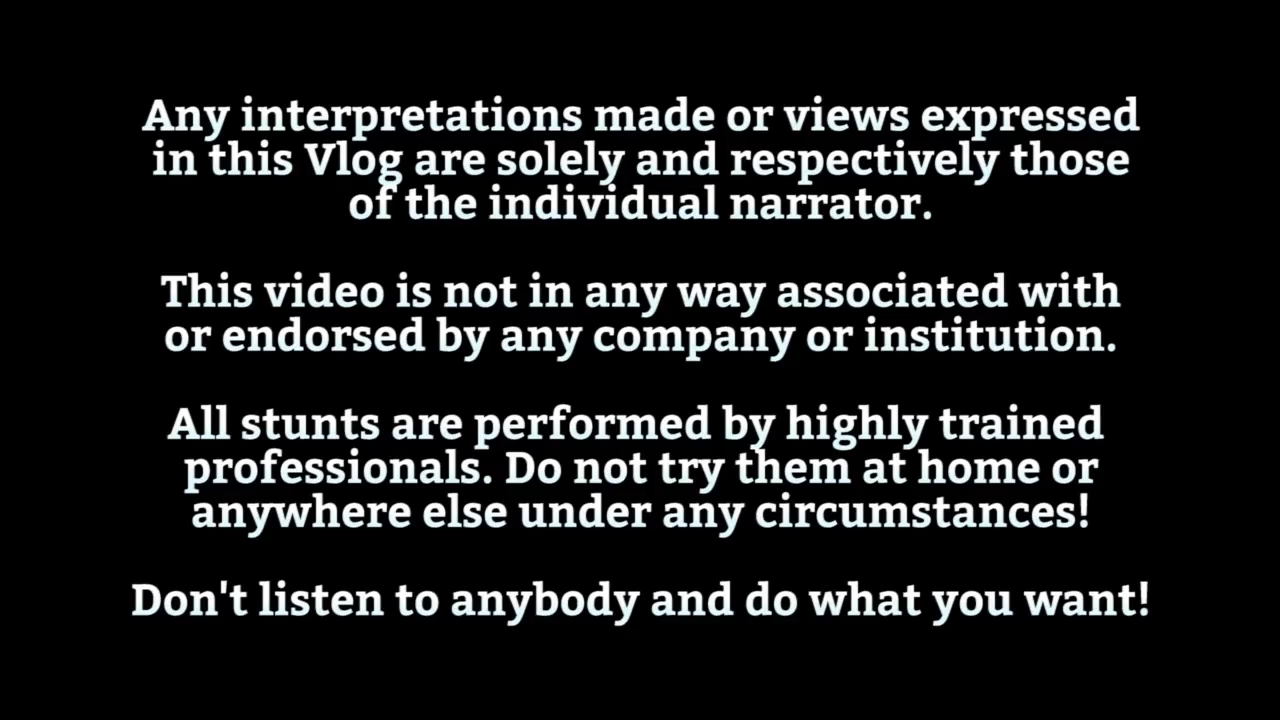 Any interpretations made or views expressed
in this Vlog are solely and respectively those
of the individual narrator.
This video is not in any way associated with
or endorsed by any company or institution.
All stunts are performed by highly trained
professionals. Do not try them at home or
anywhere else under any circumstances!
Don't listen to anybody and do what you want!